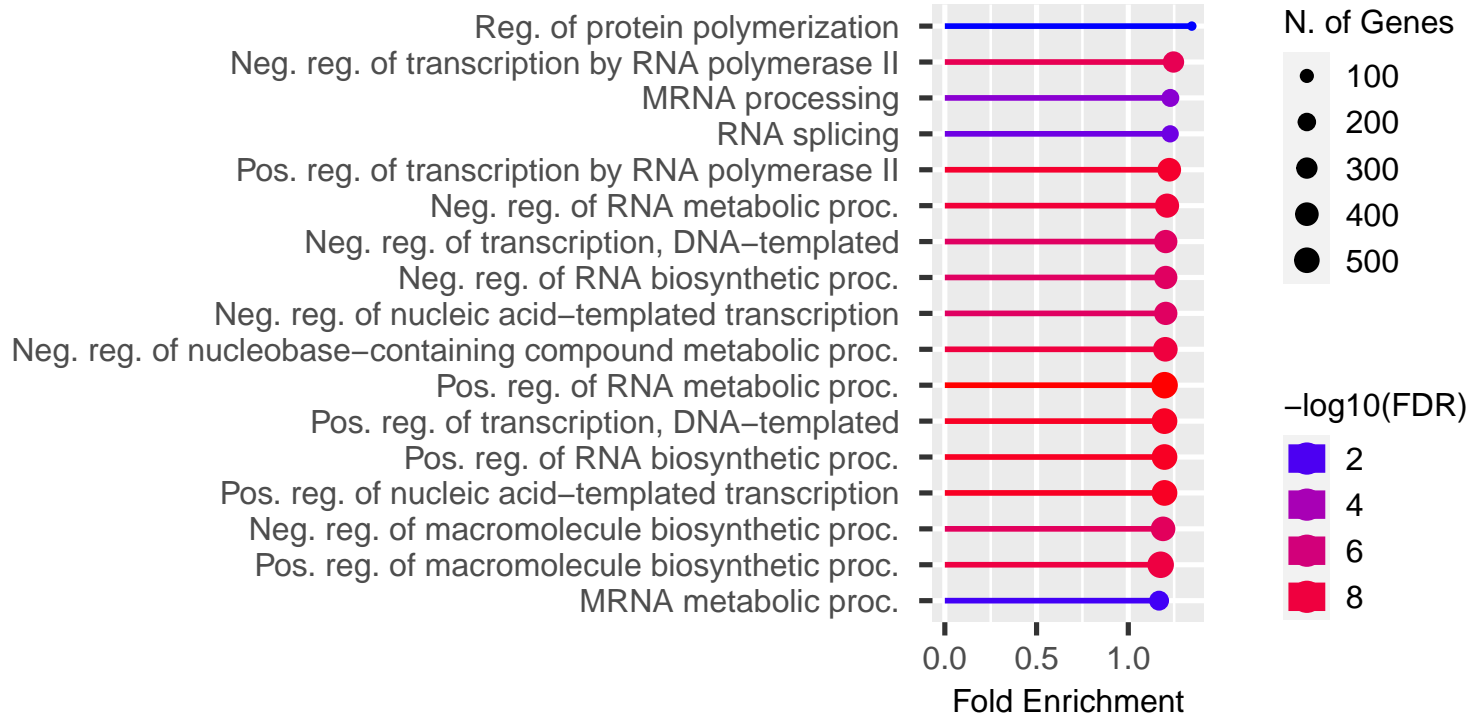 Reg. of protein polymerization
Neg. reg. of transcription by RNA polymerase II
MRNA processing
RNA splicing
Pos. reg. of transcription by RNA polymerase II
Neg. reg. of RNA metabolic proc.
Neg. reg. of transcription, DNA−templated
Neg. reg. of RNA biosynthetic proc.
Neg. reg. of nucleic acid−templated transcription
Neg. reg. of nucleobase−containing compound metabolic proc.
Pos. reg. of RNA metabolic proc.
Pos. reg. of transcription, DNA−templated
Pos. reg. of RNA biosynthetic proc.
Pos. reg. of nucleic acid−templated transcription
Neg. reg. of macromolecule biosynthetic proc.
Pos. reg. of macromolecule biosynthetic proc.
MRNA metabolic proc.
0.0 0.5 1.0
Fold Enrichment
N. of Genes
100
200
300
400
500
−log10(FDR)
2
4
6
8